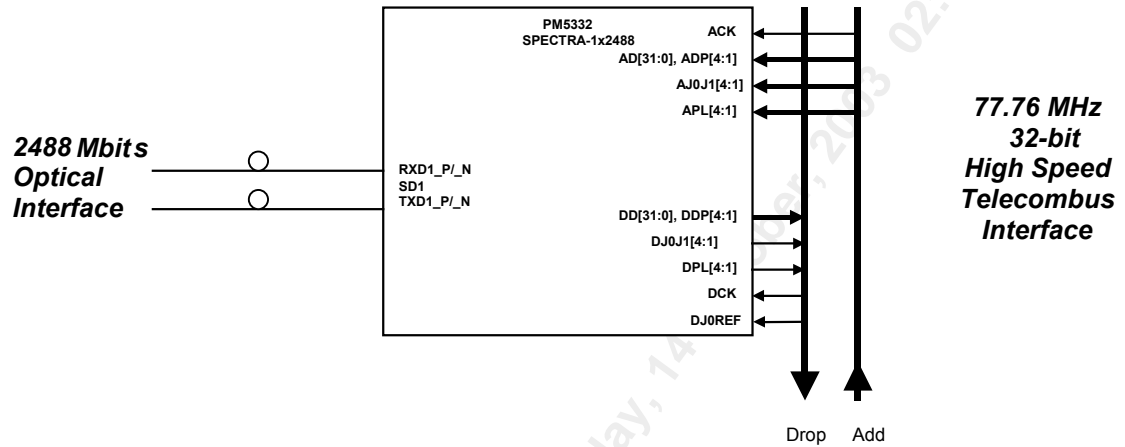 PM5332
SPECTRA-1x2488
ACK
AD[31:0], ADP[4:1]
AJ0J1[4:1]
APL[4:1]
2488 Mbits
Optical
Interface
RXD1_P/_N
SD1
TXD1_P/_N
DD[31:0], DDP[4:1]
DJ0J1[4:1]
DPL[4:1]
DCK
DJ0REF
77.76 MHz
32-bit
High Speed
Telecombus
Interface
Drop Add